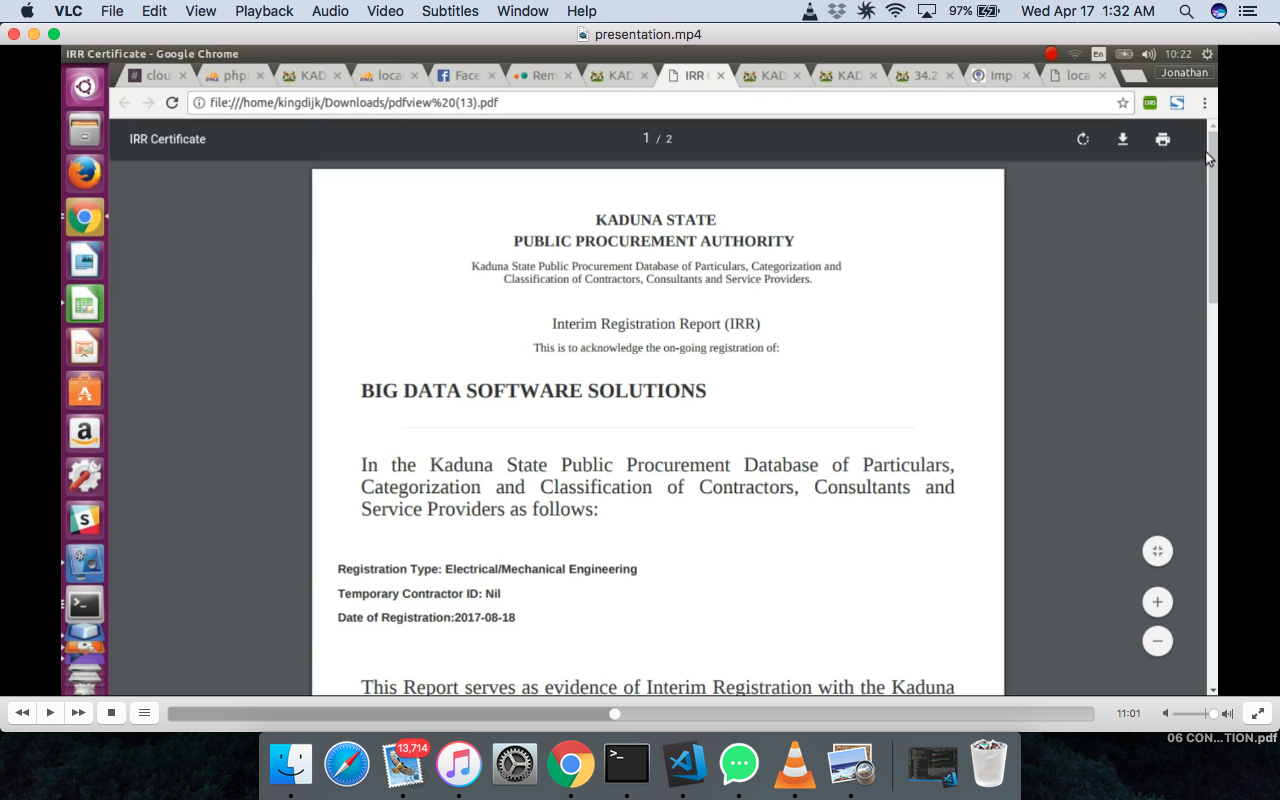 VLC File Edit View Playback Audio Video Subtitles Window Help 97% Wed Apr 17 1:32 AM
presentation.mp4
IRR Certificate - Google Chrome En 10:22
clou phpi KAD loca Face Rem KAD IRR KAD KAD 34.2 Impo loca Jonathan
file:///home/kingdijk/Downloads/pdfview%20(13).pdf
IRR Certificate 1 / 2
KADUNA STATE
PUBLIC PROCUREMENT AUTHORITY
Kaduna State Public Procurement Database of Particulars, Categorization and
Classification of Contractors, Consultants and Service Providers.
Interim Registration Report (IRR)
This is to acknowledge the on-going registration of:
BIG DATA SOFTWARE SOLUTIONS
In the Kaduna State Public Procurement Database of Particulars,
Categorization and Classification of Contractors, Consultants and
Service Providers as follows:
Registration Type: Electrical/Mechanical Engineering
Temporary Contractor ID: Nil
Date of Registration:2017-08-18
This Report serves as evidence of Interim Registration with the Kaduna
11:01
06 CON...TION.pdf
13,714